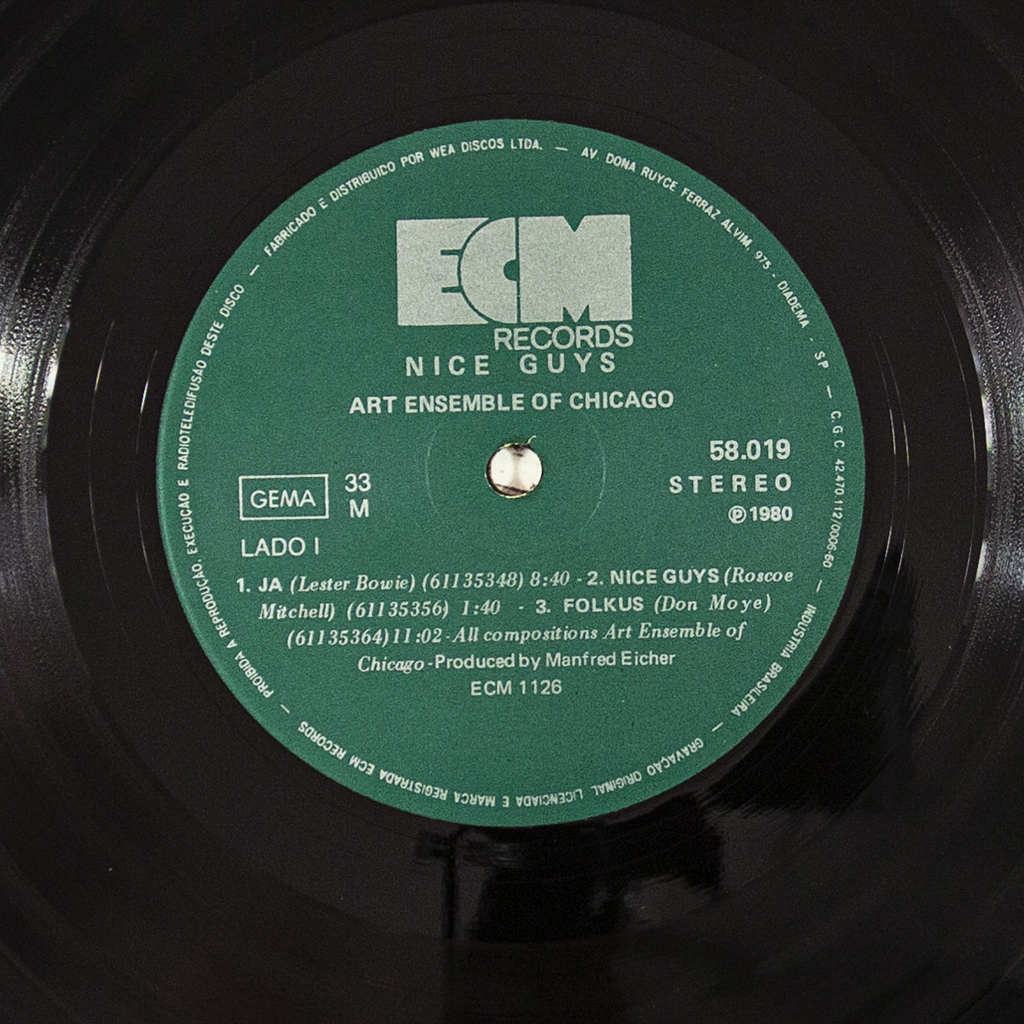 FABRICADO E DISTRIBUIDO POR WEA DISCOS LTDA. — AV. DONA RUYCE FERRAZ ALVIM, 975 - DIADEMA - SP — C.G.C. 42.470.112/0006-60 — INDUSTRIA BRASILEIRA — GRAVAÇÃO ORIGINAL LICENCIADA E MARCA REGISTRADA ECM RECORDS — PROIBIDA A REPRODUÇÃO, EXECUÇÃO E RADIOTELEDIFUSÃO DESTE DISCO —
ECM
RECORDS
NICE GUYS
ART ENSEMBLE OF CHICAGO
58.019
STEREO
℗ 1980
GEMA
33
M
LADO I
1. JA (Lester Bowie) (61135348) 8:40 - 2. NICE GUYS (Roscoe
Mitchell) (61135356) 1:40 - 3. FOLKUS (Don Moye)
(61135364) 11:02 - All compositions Art Ensemble of
Chicago - Produced by Manfred Eicher
ECM 1126